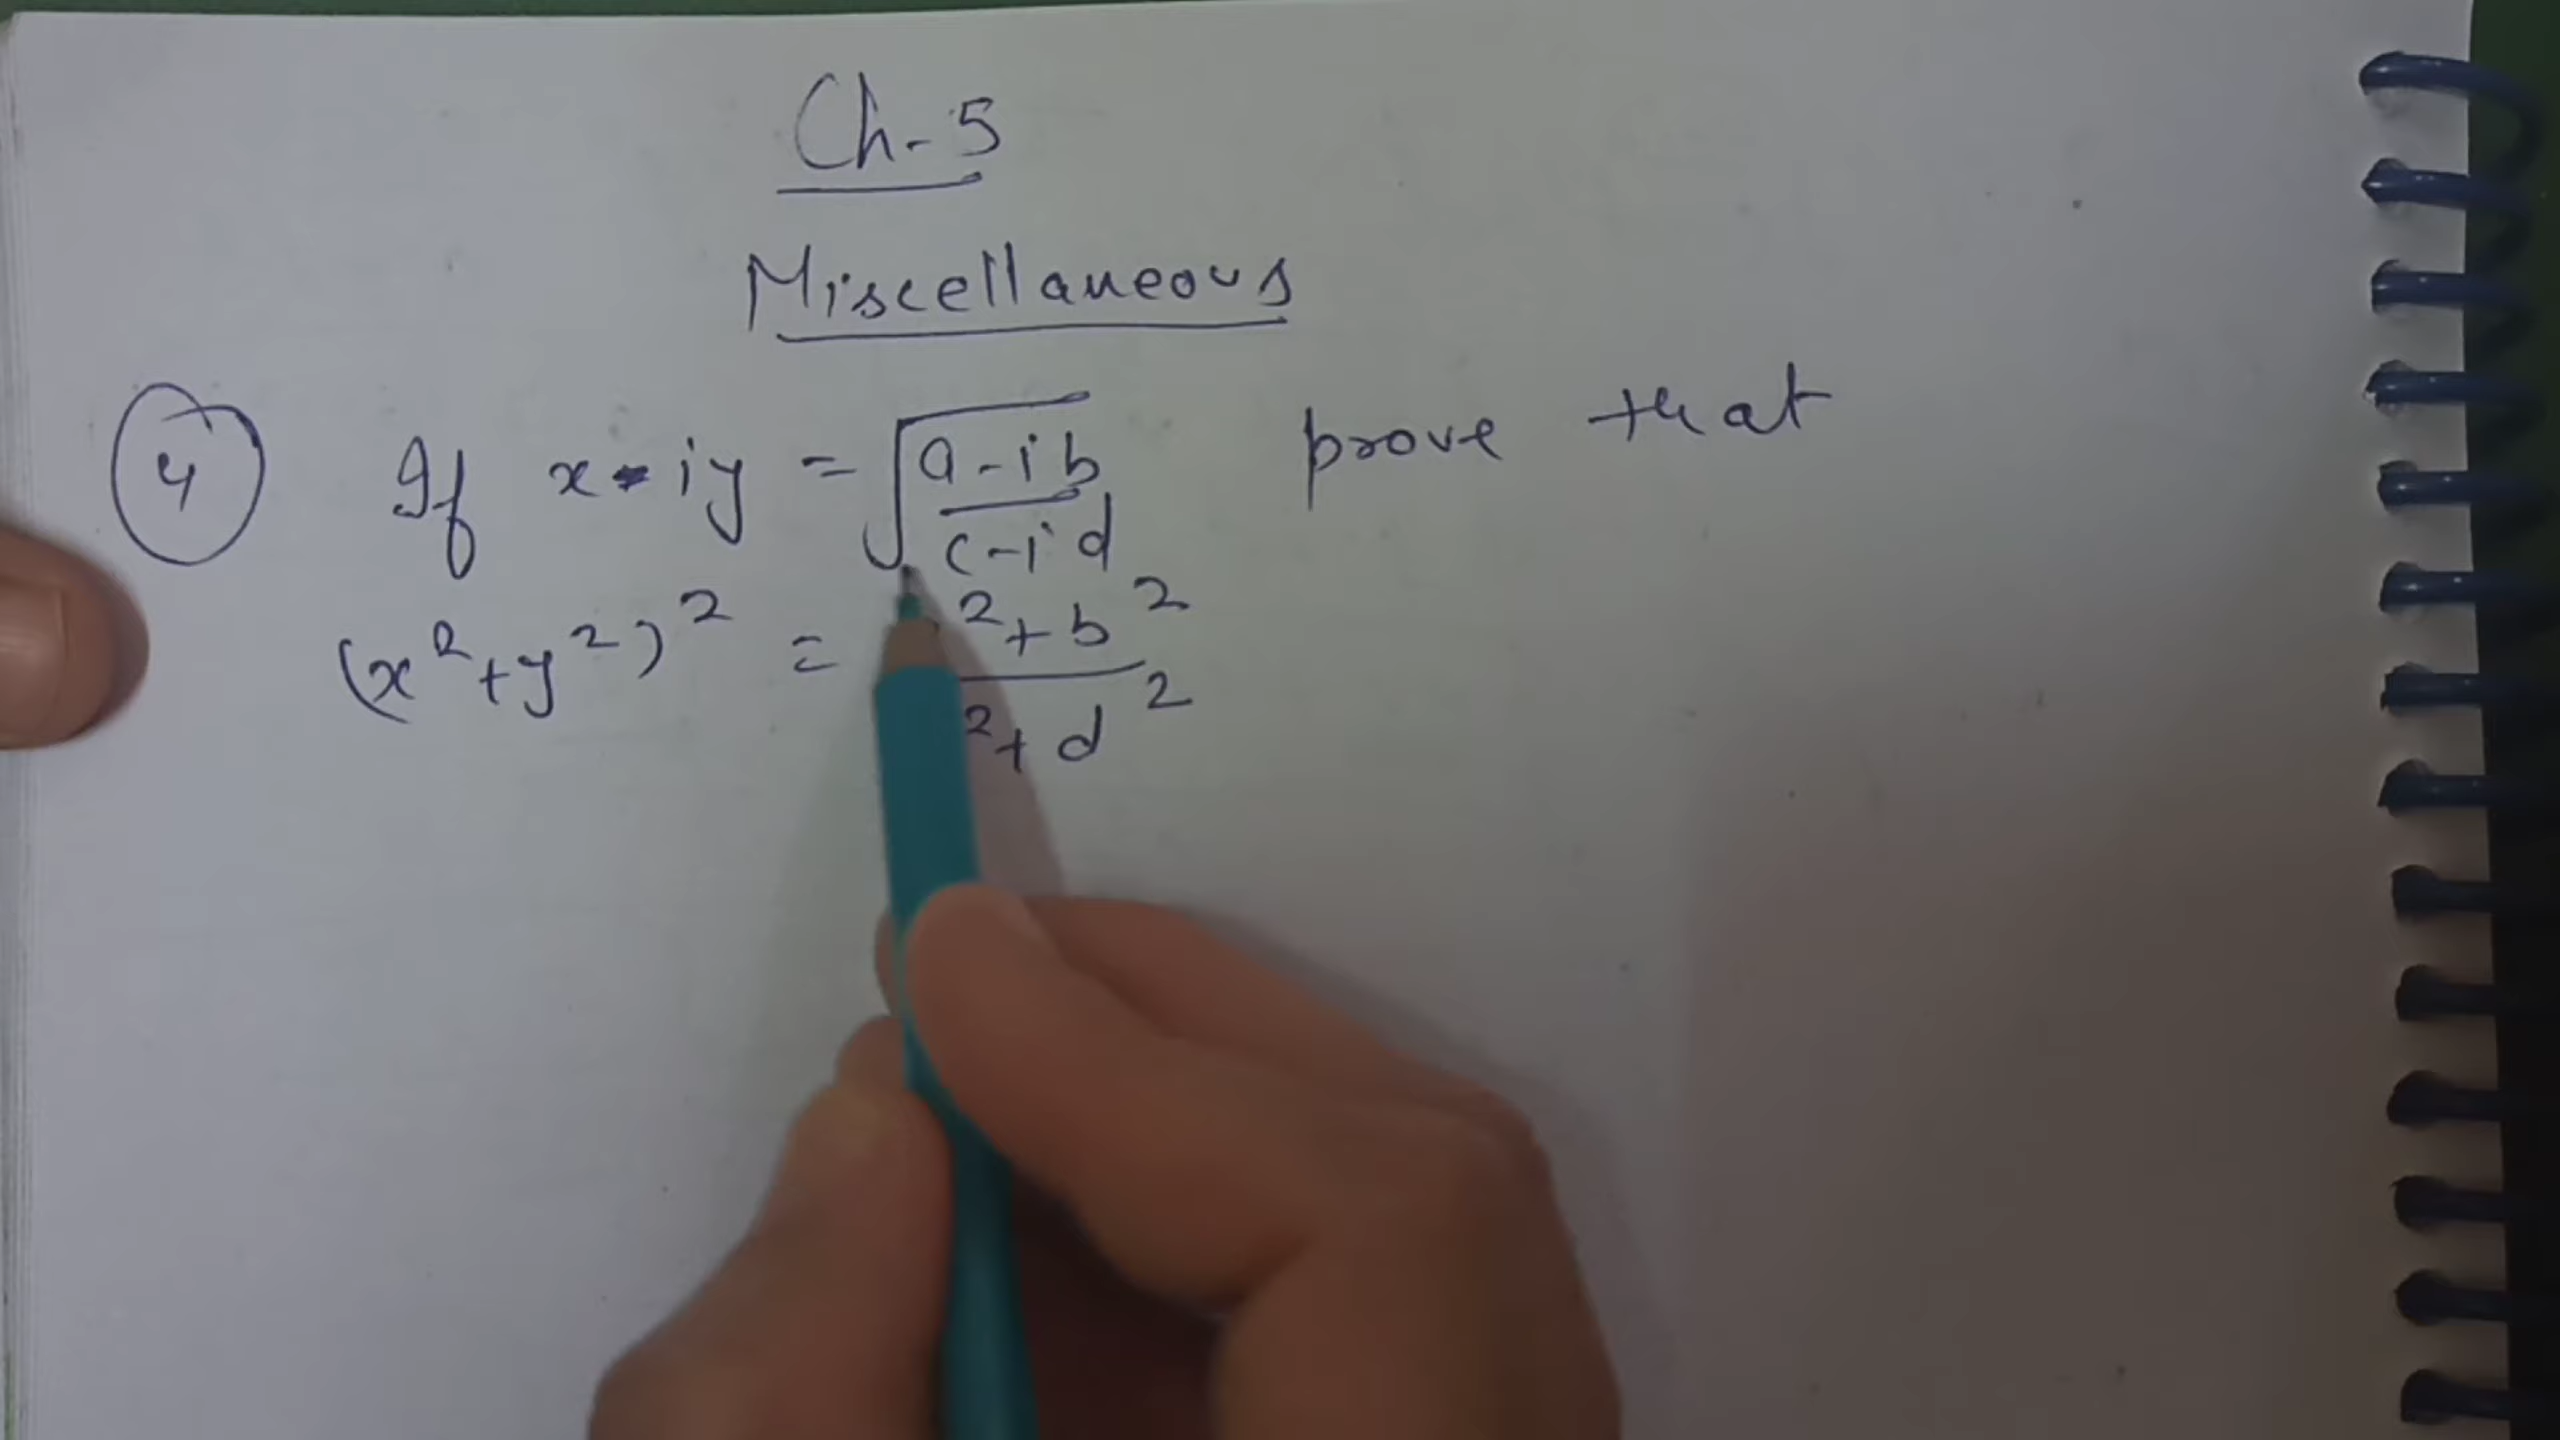 Ch-5
Miscellaneous
4 If x-iy = √(a-ib / c-id) prove that
(x²+y²)² = ²+b² / ²+d²